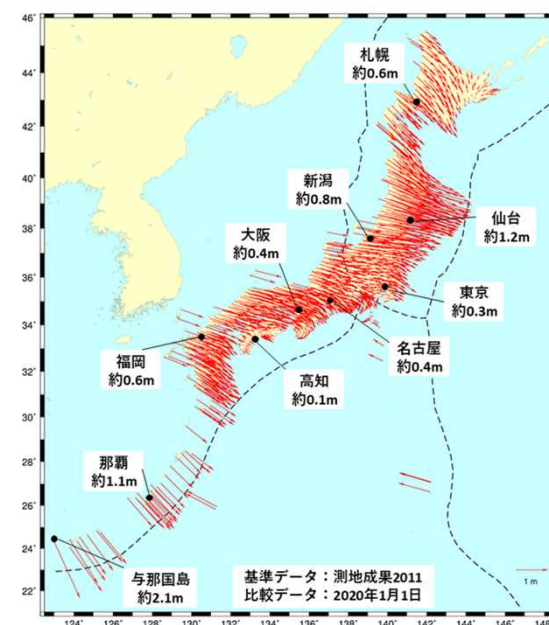 46°
44°
42°
40°
38°
36°
34°
32°
30°
28°
26°
24°
22°
124°
126°
128°
130°
132°
134°
136°
138°
140°
142°
144°
146°
148
札幌
約0.6m
新潟
約0.8m
仙台
約1.2m
大阪
約0.4m
東京
約0.3m
名古屋
約0.4m
福岡
約0.6m
高知
約0.1m
那覇
約1.1m
与那国島
約2.1m
基準データ：測地成果2011
比較データ：2020年1月1日
1 m